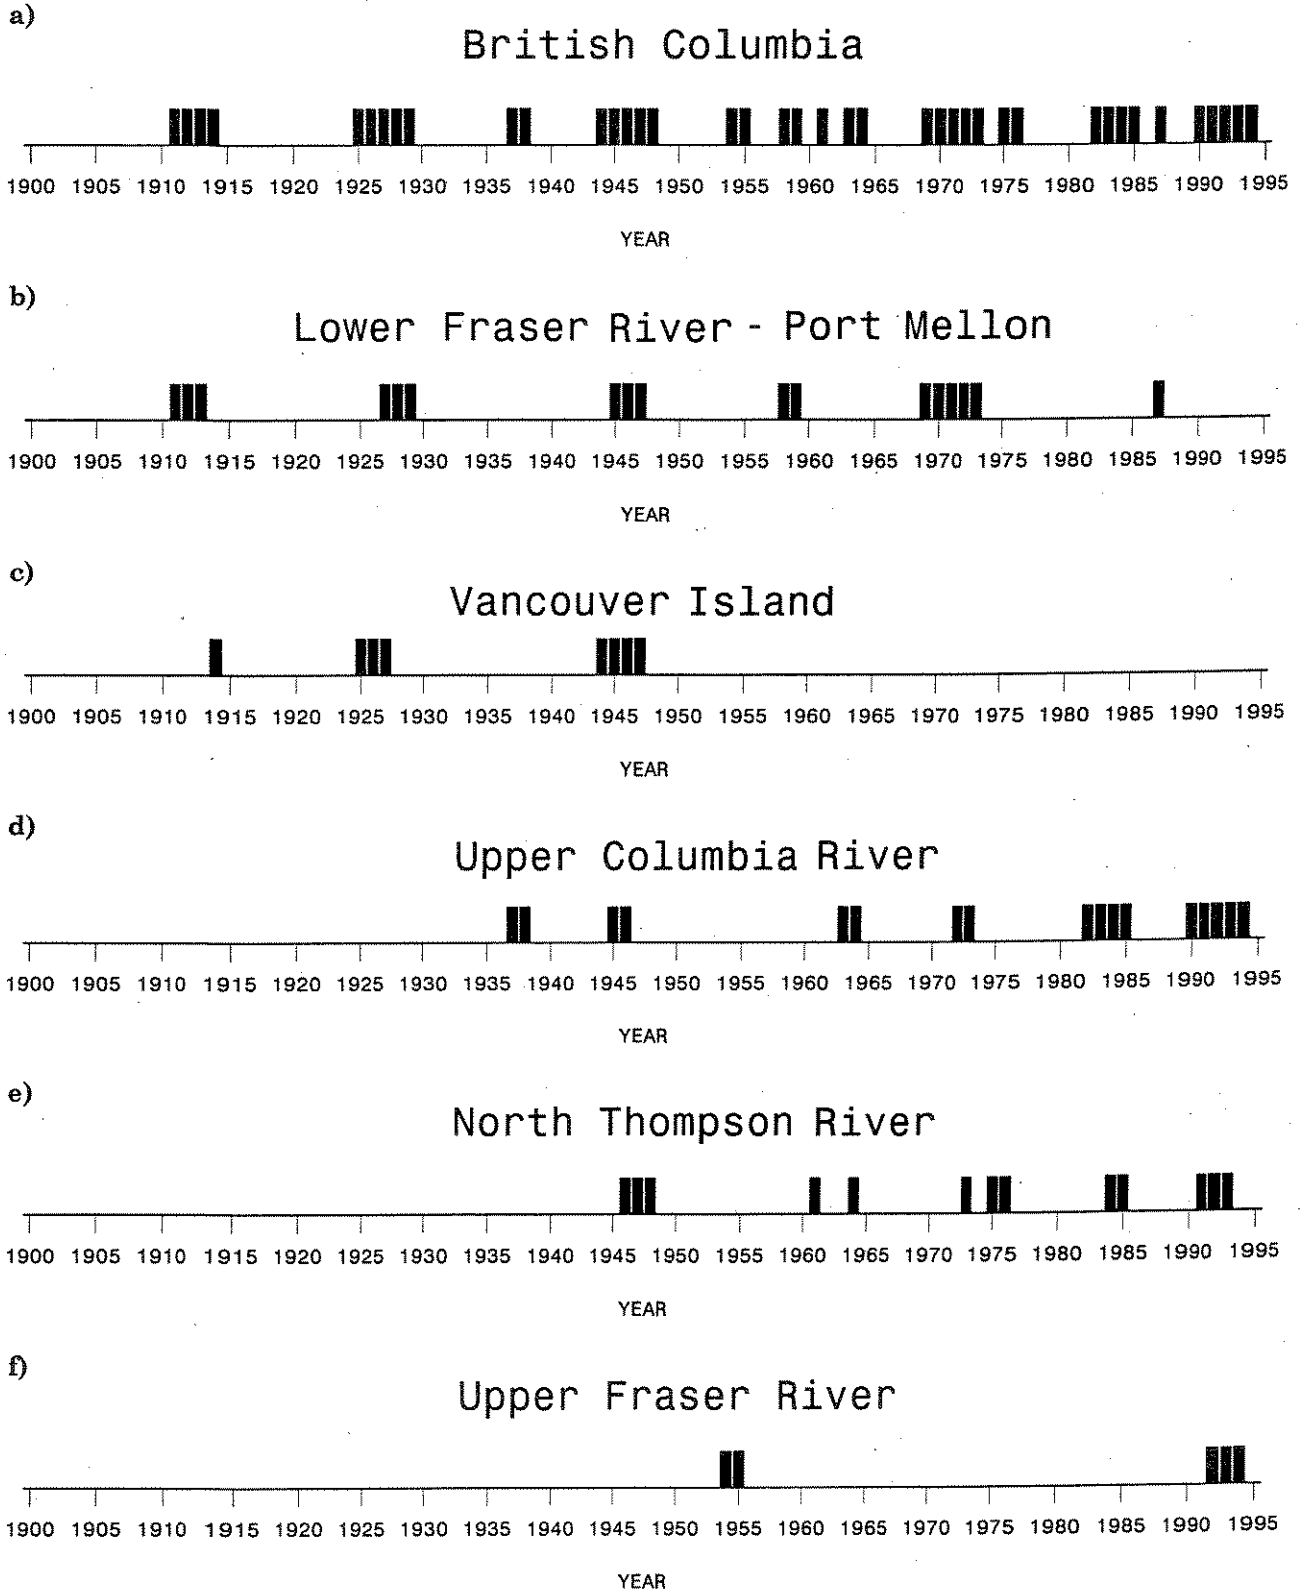 a)
British Columbia
1900 1905 1910 1915 1920 1925 1930 1935 1940 1945 1950 1955 1960 1965 1970 1975 1980 1985 1990 1995
YEAR
b)
Lower Fraser River - Port Mellon
1900 1905 1910 1915 1920 1925 1930 1935 1940 1945 1950 1955 1960 1965 1970 1975 1980 1985 1990 1995
YEAR
c)
Vancouver Island
1900 1905 1910 1915 1920 1925 1930 1935 1940 1945 1950 1955 1960 1965 1970 1975 1980 1985 1990 1995
YEAR
d)
Upper Columbia River
1900 1905 1910 1915 1920 1925 1930 1935 1940 1945 1950 1955 1960 1965 1970 1975 1980 1985 1990 1995
YEAR
e)
North Thompson River
1900 1905 1910 1915 1920 1925 1930 1935 1940 1945 1950 1955 1960 1965 1970 1975 1980 1985 1990 1995
YEAR
f)
Upper Fraser River
1900 1905 1910 1915 1920 1925 1930 1935 1940 1945 1950 1955 1960 1965 1970 1975 1980 1985 1990 1995
YEAR